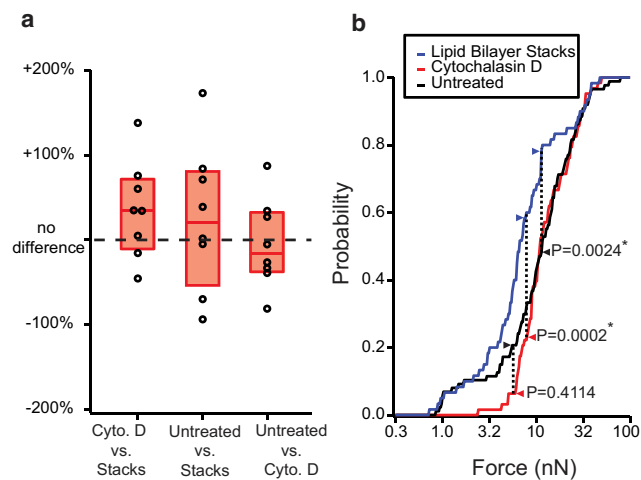 a
+200%
+100%
no
difference
-100%
-200%
Cyto. D
vs.
Stacks
Untreated
vs.
Stacks
Untreated
vs.
Cyto. D
b
Lipid Bilayer Stacks
Cytochalasin D
Untreated
Probability
1.0
0.8
0.6
0.4
0.2
0.0
P=0.0024*
P=0.0002*
P=0.4114
0.3
1.0
3.2
10
32
100
Force (nN)